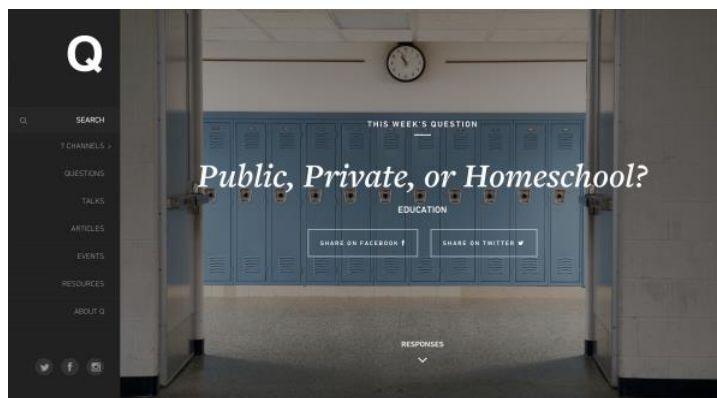 Q
SEARCH
T CHANNELS
QUESTIONS
TALKS
ARTICLES
EVENTS
RESOURCES
ABOUT Q
THIS WEEK'S QUESTION
Public, Private, or Homeschool?
EDUCATION
SHARE ON FACEBOOK
SHARE ON TWITTER
RESPONSES